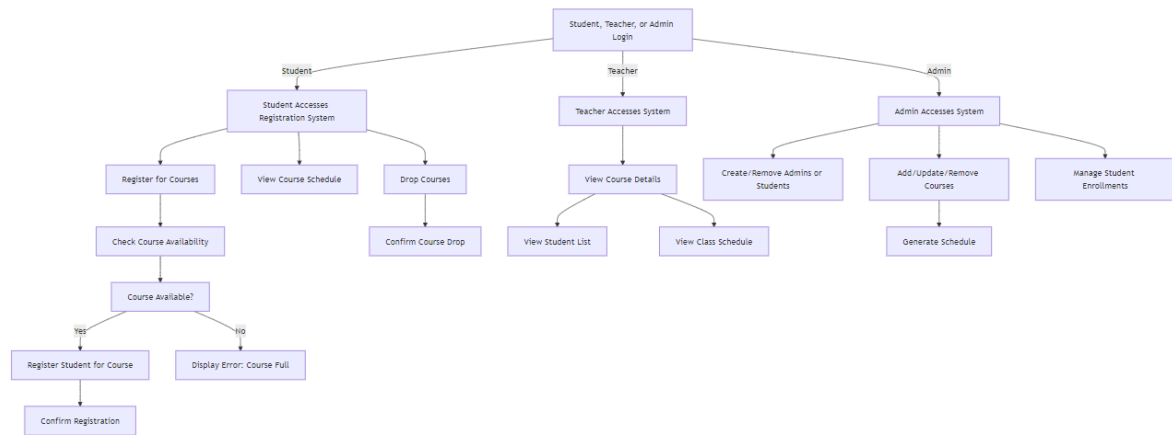 Student, Teacher, or Admin
Login
Student
Teacher
Admin
Student Accesses
Registration System
Teacher Accesses System
Admin Accesses System
Register for Courses
View Course Schedule
Drop Courses
View Course Details
Create/Remove Admins or
Students
Add/Update/Remove
Courses
Manage Student
Enrollments
Check Course Availability
Confirm Course Drop
View Student List
View Class Schedule
Generate Schedule
Course Available?
Yes
No
Register Student for Course
Display Error: Course Full
Confirm Registration